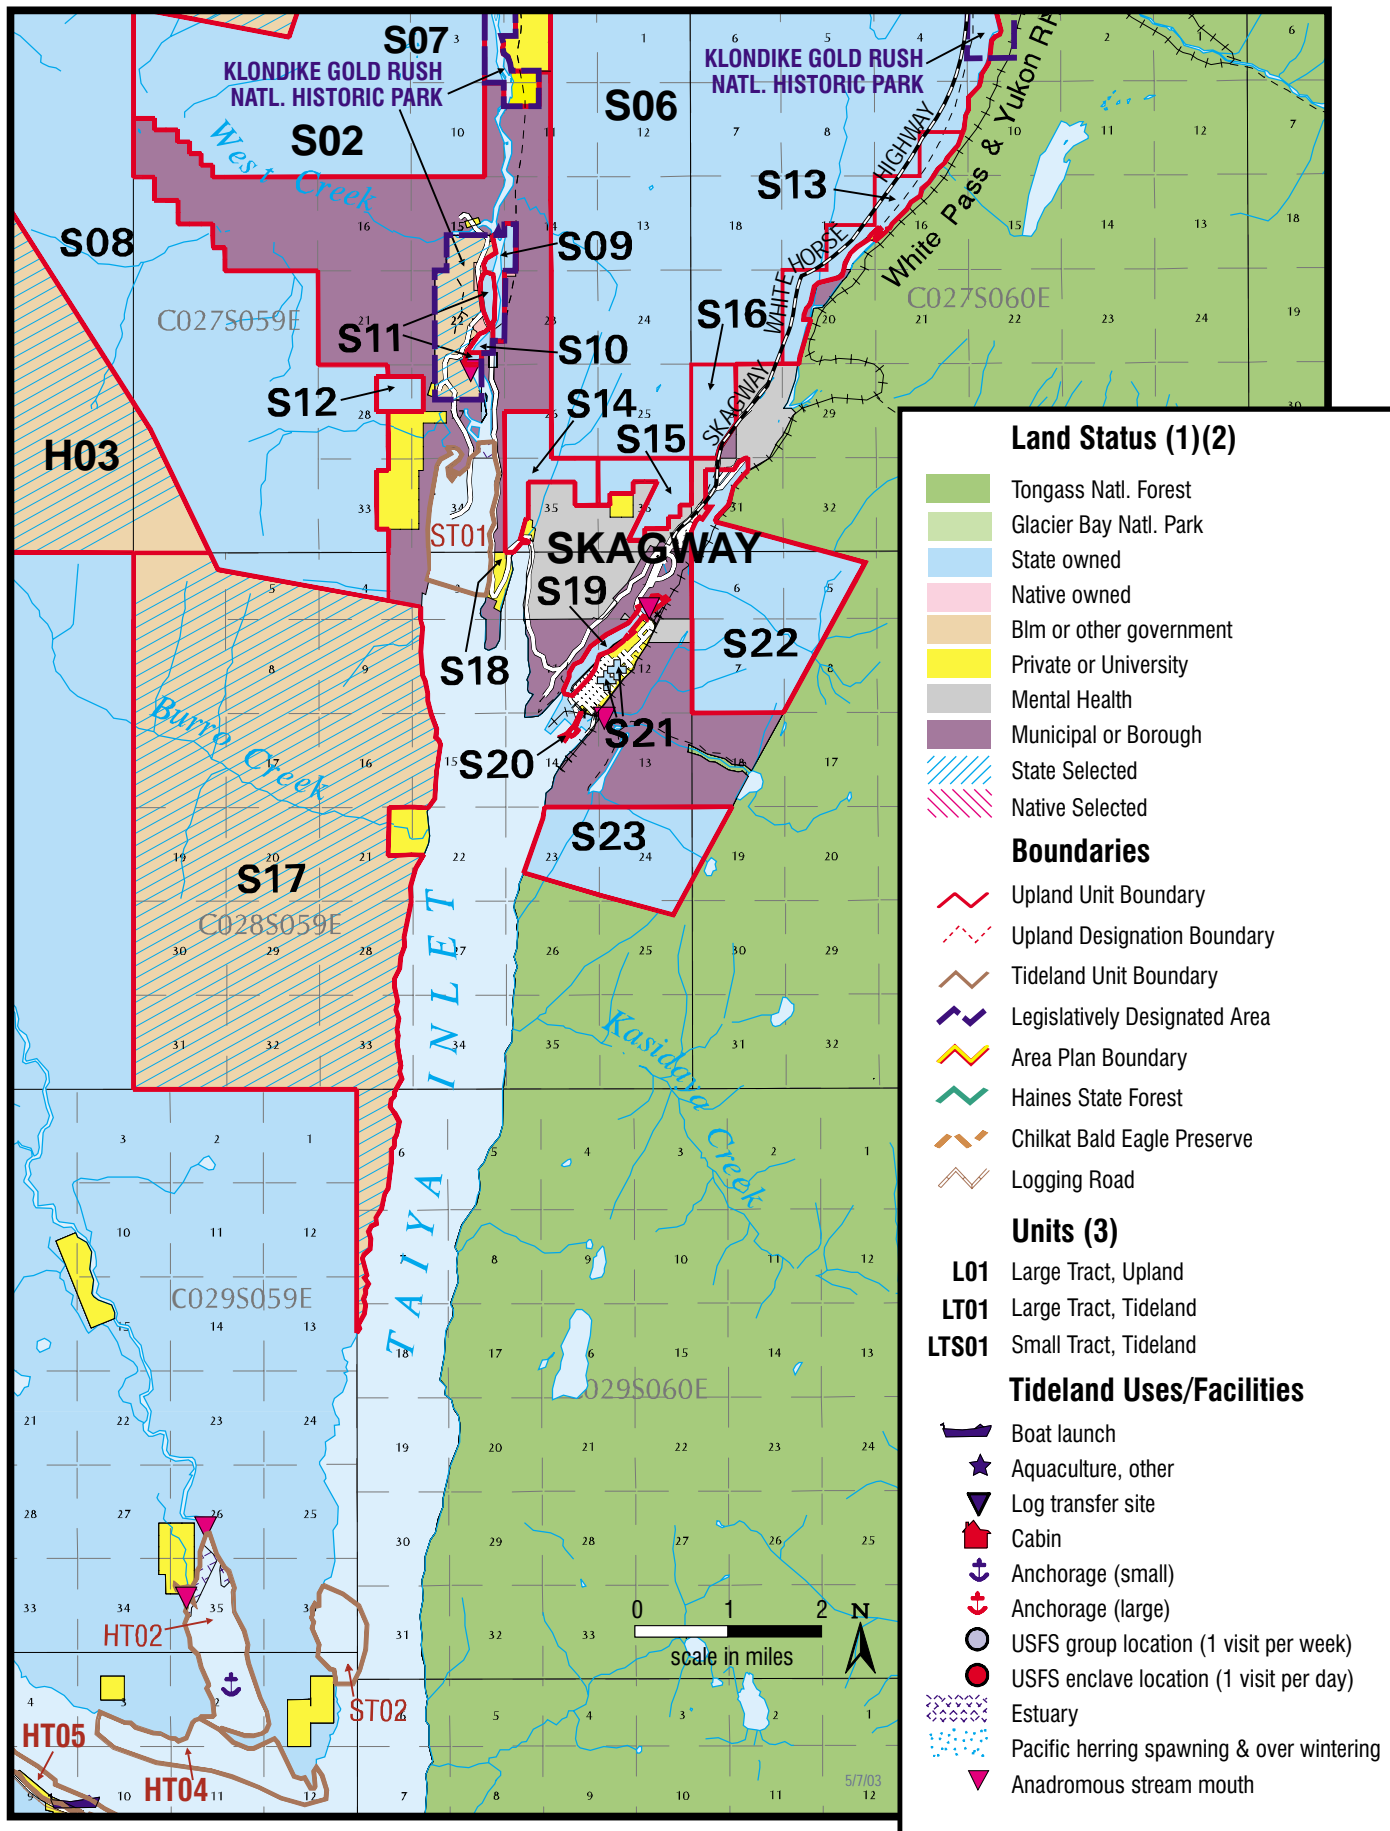 S07
KLONDIKE GOLD RUSH
NATL. HISTORIC PARK
S02
West Creek
S06
KLONDIKE GOLD RUSH
NATL. HISTORIC PARK
S13
SKAGWAY
WHITE HORSE
HIGHWAY
White Pass & Yukon RR
S08
C027S059E
C027S060E
S09
S11
S10
S16
S12
S14
S15
H03
ST01
SKAGWAY
S19
S18
S22
S21
S20
Burro Creek
S23
S17
C028S059E
TAIYA INLET
Kasidaya Creek
C029S059E
029S060E
HT02
ST02
HT05
HT04
0 1 2
scale in miles
N
5/7/03
Land Status (1)(2)
Tongass Natl. Forest
Glacier Bay Natl. Park
State owned
Native owned
Blm or other government
Private or University
Mental Health
Municipal or Borough
State Selected
Native Selected
Boundaries
Upland Unit Boundary
Upland Designation Boundary
Tideland Unit Boundary
Legislatively Designated Area
Area Plan Boundary
Haines State Forest
Chilkat Bald Eagle Preserve
Logging Road
Units (3)
L01 Large Tract, Upland
LT01 Large Tract, Tideland
LTS01 Small Tract, Tideland
Tideland Uses/Facilities
Boat launch
Aquaculture, other
Log transfer site
Cabin
Anchorage (small)
Anchorage (large)
USFS group location (1 visit per week)
USFS enclave location (1 visit per day)
Estuary
Pacific herring spawning & over wintering
Anadromous stream mouth